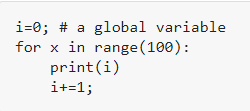 i=0; # a global variable
for x in range(100):
    print(i)
    i+=1;